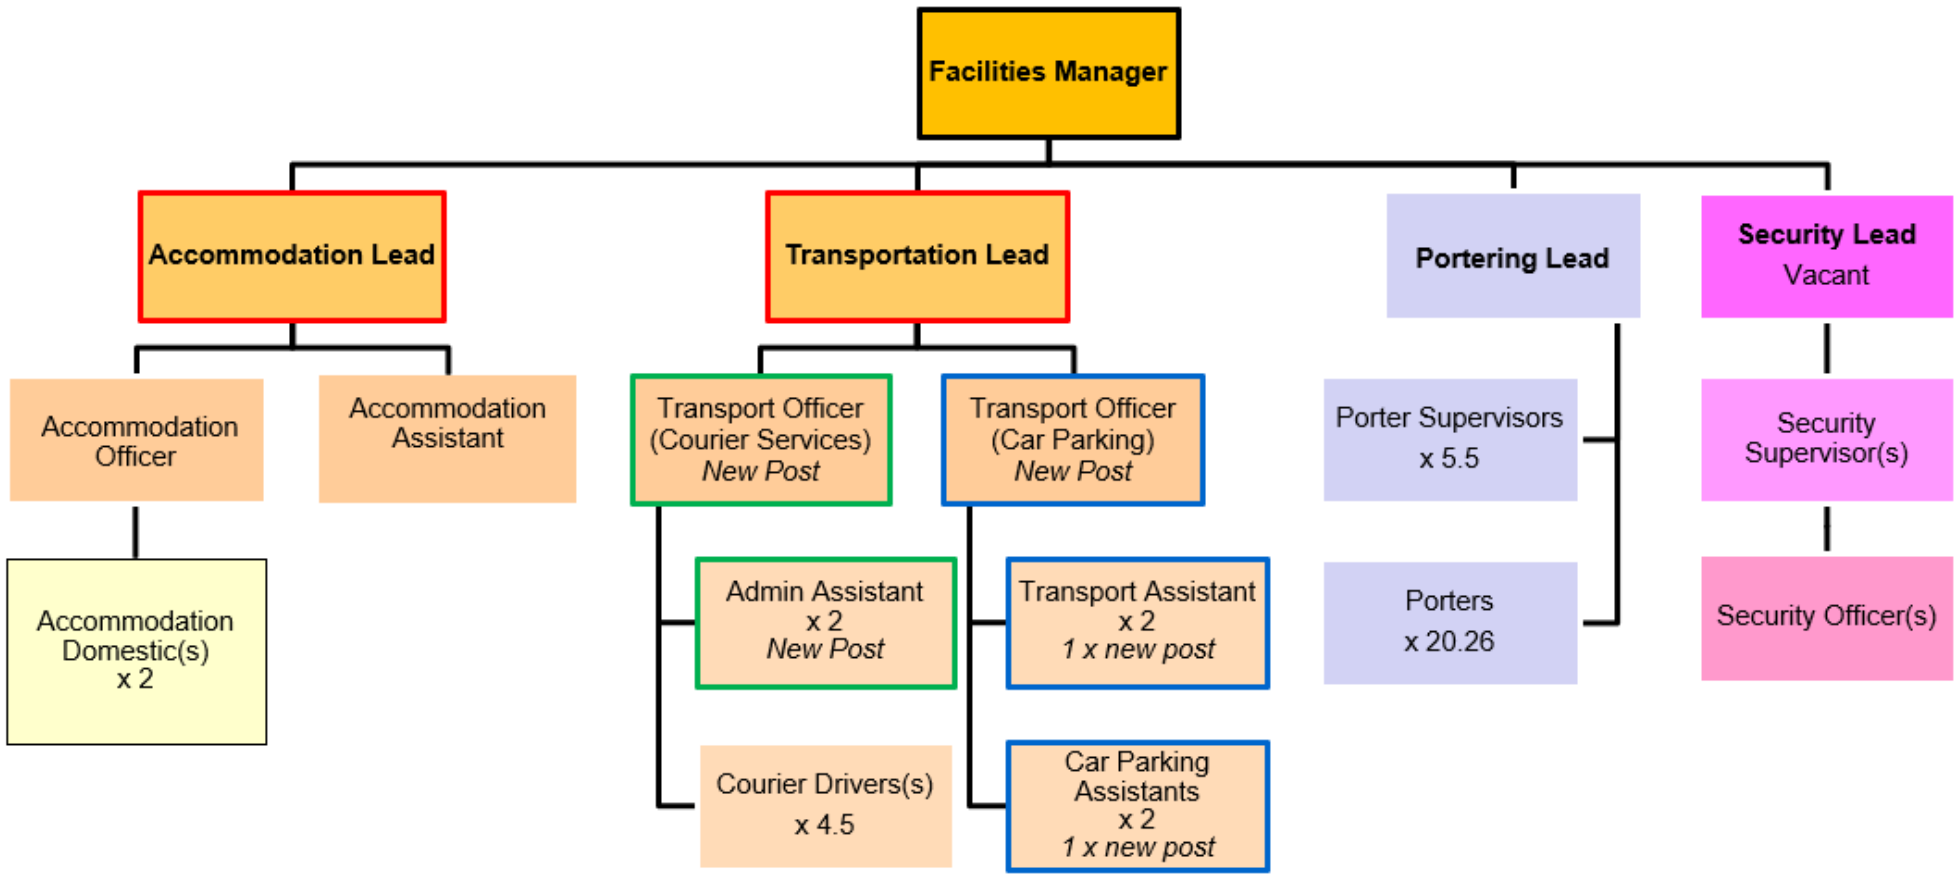 Facilities Manager
Accommodation Lead
Transportation Lead
Portering Lead
Security Lead
Vacant
Accommodation
Officer
Accommodation
Assistant
Transport Officer
(Courier Services)
New Post
Transport Officer
(Car Parking)
New Post
Porter Supervisors
x 5.5
Security
Supervisor(s)
Accommodation
Domestic(s)
x 2
Admin Assistant
x 2
New Post
Transport Assistant
x 2
1 x new post
Porters
x 20.26
Security Officer(s)
Courier Drivers(s)
x 4.5
Car Parking
Assistants
x 2
1 x new post